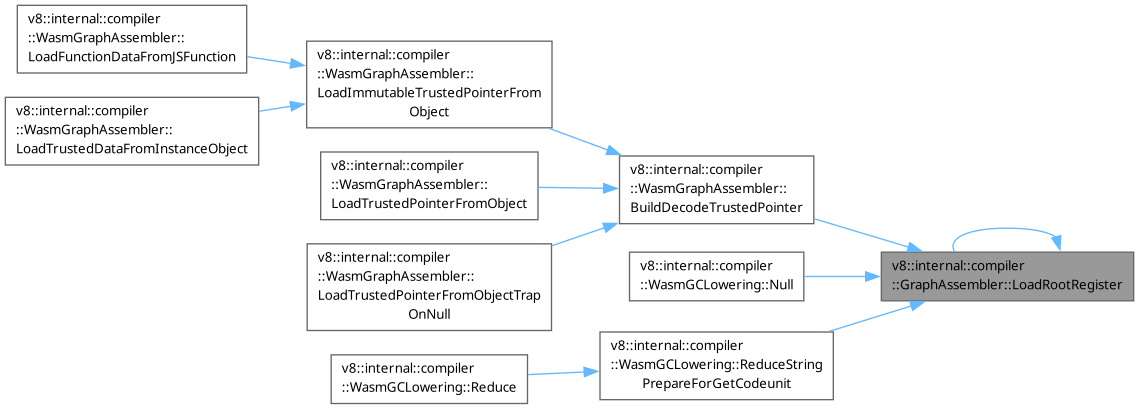 v8::internal::compiler
::WasmGraphAssembler::
LoadFunctionDataFromJSFunction
v8::internal::compiler
::WasmGraphAssembler::
LoadTrustedDataFromInstanceObject
v8::internal::compiler
::WasmGraphAssembler::
LoadImmutableTrustedPointerFrom
Object
v8::internal::compiler
::WasmGraphAssembler::
LoadTrustedPointerFromObject
v8::internal::compiler
::WasmGraphAssembler::
LoadTrustedPointerFromObjectTrap
OnNull
v8::internal::compiler
::WasmGCLowering::Reduce
v8::internal::compiler
::WasmGraphAssembler::
BuildDecodeTrustedPointer
v8::internal::compiler
::WasmGCLowering::Null
v8::internal::compiler
::WasmGCLowering::ReduceString
PrepareForGetCodeunit
v8::internal::compiler
::GraphAssembler::LoadRootRegister